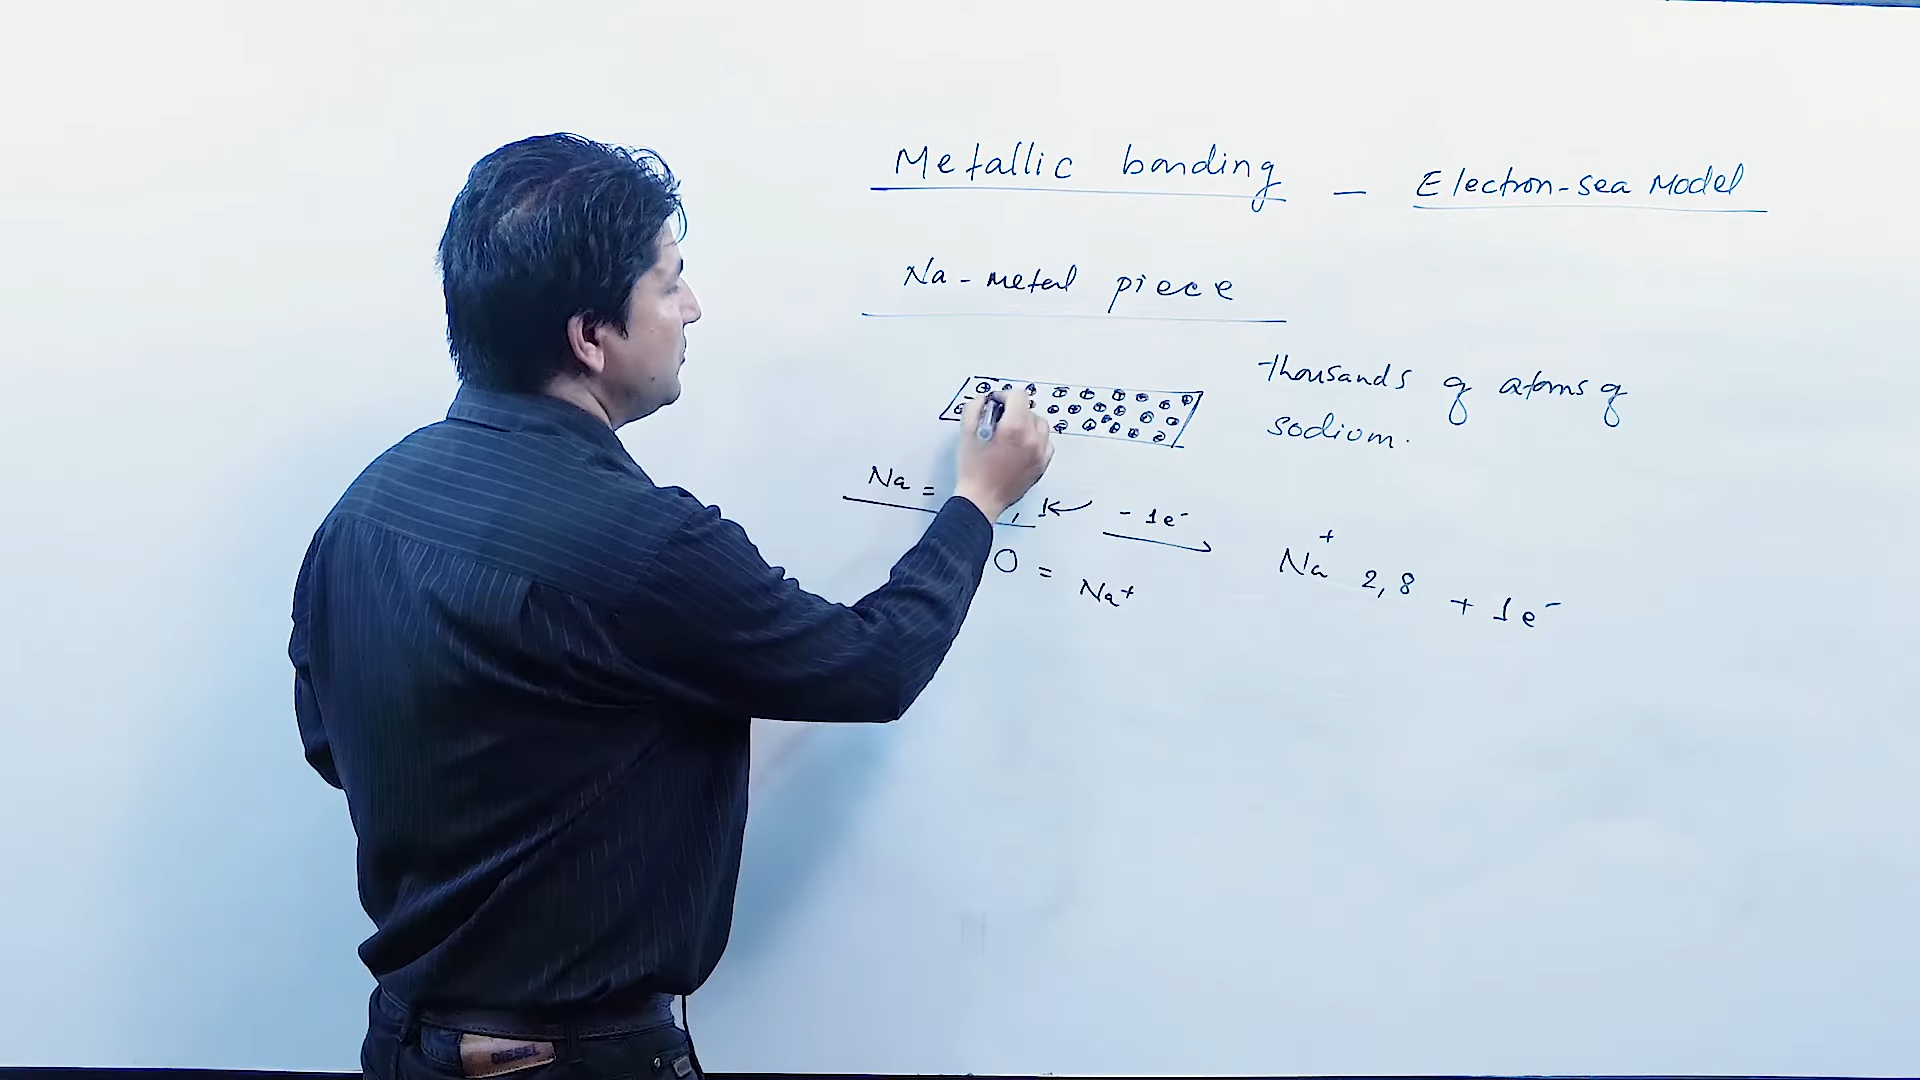 Metallic bonding - Electron-sea Model
Na - metal piece
thousands of atoms of
sodium.
Na = , 1 - 1e⁻ Na⁺ 2,8 + 1e⁻
O = Na⁺
DIESEL